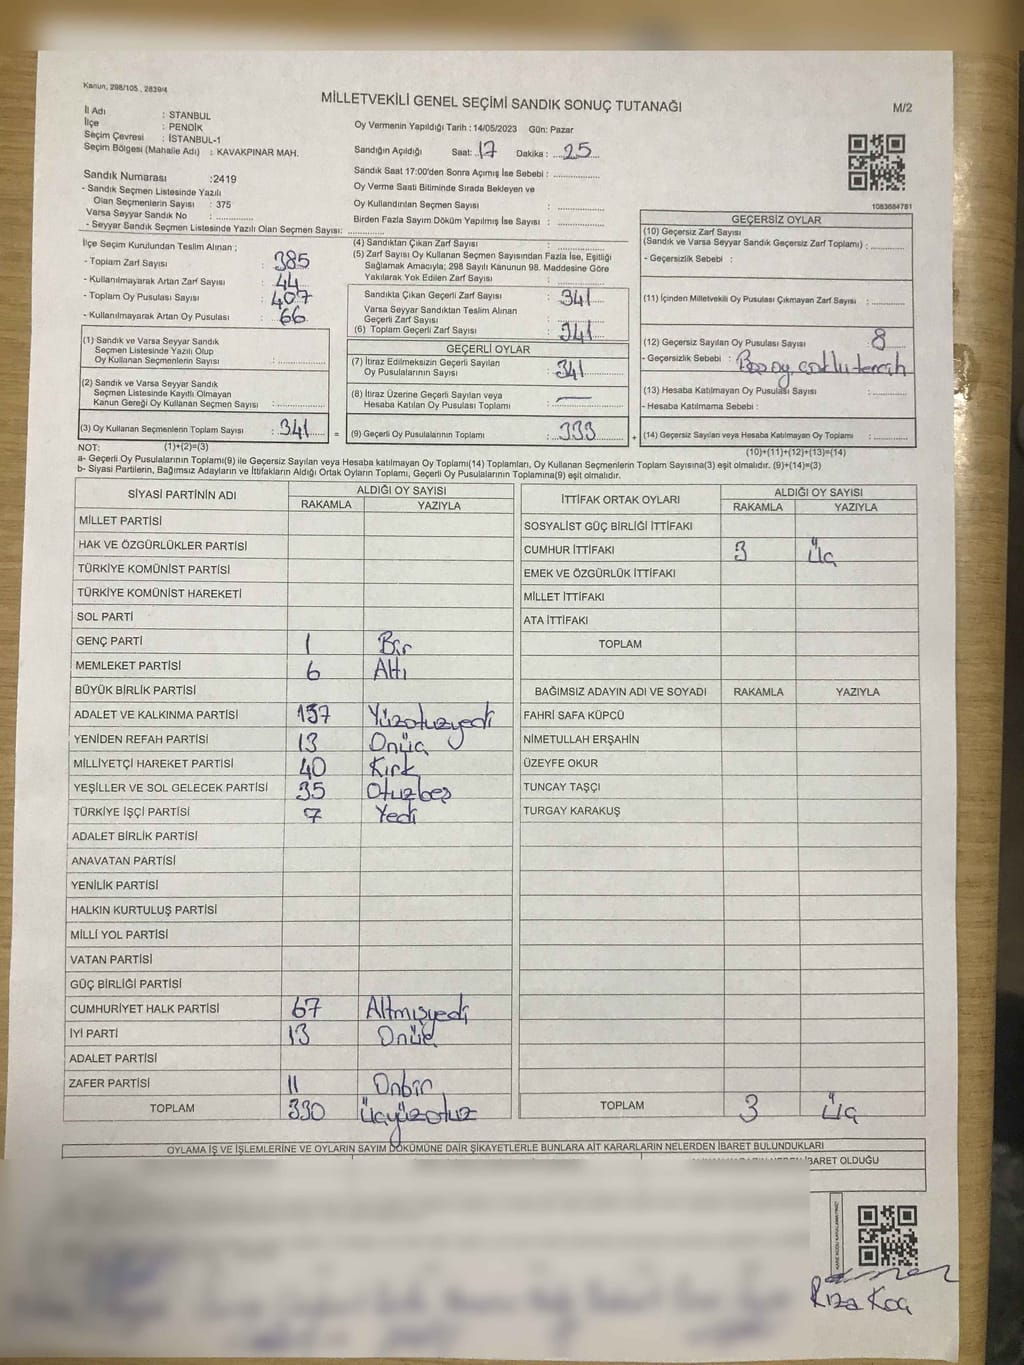 Kanun, 298/105 , 2839/4
MİLLETVEKİLİ GENEL SEÇİMİ SANDIK SONUÇ TUTANAĞI
M/2
İl Adı : STANBUL
İlçe : PENDİK
Seçim Çevresi : İSTANBUL-1
Seçim Bölgesi (Mahalle Adı) : KAVAKPINAR MAH.
Oy Vermenin Yapıldığı Tarih : 14/05/2023 Gün: Pazar
Sandığın Açıldığı Saat: 17 Dakika : 25
Sandık Saat 17:00'den Sonra Açımış İse Sebebi :
Oy Verme Saati Bitiminde Sırada Bekleyen ve
Oy Kullandırılan Seçmen Sayısı :
Birden Fazla Sayım Döküm Yapılmış İse Sayısı :
Sandık Numarası :2419
- Sandık Seçmen Listesinde Yazılı
Olan Seçmenlerin Sayısı : 375
Varsa Seyyar Sandık No :
- Seyyar Sandık Seçmen Listesinde Yazılı Olan Seçmen Sayısı:
1083684781
İlçe Seçim Kurulundan Teslim Alınan ;
- Toplam Zarf Sayısı : 385
- Kullanılmayarak Artan Zarf Sayısı : 44
- Toplam Oy Pusulası Sayısı : 407
- Kullanılmayarak Artan Oy Pusulası : 66
(1) Sandık ve Varsa Seyyar Sandık
Seçmen Listesinde Yazılı Olup
Oy Kullanan Seçmenlerin Sayısı :
(2) Sandık ve Varsa Seyyar Sandık
Seçmen Listesinde Kayıtlı Olmayan
Kanun Gereği Oy Kullanan Seçmen Sayısı :
(3) Oy Kullanan Seçmenlerin Toplam Sayısı : 341
(4) Sandıktan Çıkan Zarf Sayısı :
(5) Zarf Sayısı Oy Kullanan Seçmen Sayısından Fazla İse, Eşitliği
Sağlamak Amacıyla; 298 Sayılı Kanunun 98. Maddesine Göre
Yakılarak Yok Edilen Zarf Sayısı :
Sandıkta Çıkan Geçerli Zarf Sayısı : 341
Varsa Seyyar Sandıktan Teslim Alınan
Geçerli Zarf Sayısı :
(6) Toplam Geçerli Zarf Sayısı : 341
GEÇERLİ OYLAR
(7) İtiraz Edilmeksizin Geçerli Sayılan
Oy Pusulalarının Sayısı : 341
(8) İtiraz Üzerine Geçerli Sayılan veya
Hesaba Katılan Oy Pusulası Toplamı : —
= (9) Geçerli Oy Pusulalarının Toplamı : 333 +
GEÇERSİZ OYLAR
(10) Geçersiz Zarf Sayısı
(Sandık ve Varsa Seyyar Sandık Geçersiz Zarf Toplamı) :
- Geçersizlik Sebebi :
(11) İçinden Milletvekili Oy Pusulası Çıkmayan Zarf Sayısı :
(12) Geçersiz Sayılan Oy Pusulası Sayısı : 8
- Geçersizlik Sebebi : Boş oy çoklu tercih
(13) Hesaba Katılmayan Oy Pusulası Sayısı :
- Hesaba Katılmama Sebebi :
(14) Geçersiz Sayılan veya Hesaba Katılmayan Oy Toplamı :
NOT: (1)+(2)=(3)
(10)+(11)+(12)+(13)=(14)
a- Geçerli Oy Pusulalarının Toplamı(9) ile Geçersiz Sayılan veya Hesaba katılmayan Oy Toplamı(14) Toplamları, Oy Kullanan Seçmenlerin Toplam Sayısına(3) eşit olmalıdır. (9)+(14)=(3)
b- Siyasi Partilerin, Bağımsız Adayların ve İttifakların Aldığı Ortak Oyların Toplamı, Geçerli Oy Pusulalarının Toplamına(9) eşit olmalıdır.
SİYASİ PARTİNİN ADI ALDIĞI OY SAYISI
RAKAMLA YAZIYLA
MİLLET PARTİSİ
HAK VE ÖZGÜRLÜKLER PARTİSİ
TÜRKİYE KOMÜNİST PARTİSİ
TÜRKİYE KOMÜNİST HAREKETİ
SOL PARTİ
GENÇ PARTİ 1 Bir
MEMLEKET PARTİSİ 6 Altı
BÜYÜK BİRLİK PARTİSİ
ADALET VE KALKINMA PARTİSİ 137 Yüzotuzyedi
YENİDEN REFAH PARTİSİ 13 Onüç
MİLLİYETÇİ HAREKET PARTİSİ 40 Kırk
YEŞİLLER VE SOL GELECEK PARTİSİ 35 Otuzbeş
TÜRKİYE İŞÇİ PARTİSİ 7 Yedi
ADALET BİRLİK PARTİSİ
ANAVATAN PARTİSİ
YENİLİK PARTİSİ
HALKIN KURTULUŞ PARTİSİ
MİLLİ YOL PARTİSİ
VATAN PARTİSİ
GÜÇ BİRLİĞİ PARTİSİ
CUMHURİYET HALK PARTİSİ 67 Altmışyedi
İYİ PARTİ 13 Onüç
ADALET PARTİSİ
ZAFER PARTİSİ 11 Onbir
TOPLAM 330 Üçyüzotuz
İTTİFAK ORTAK OYLARI ALDIĞI OY SAYISI
RAKAMLA YAZIYLA
SOSYALİST GÜÇ BİRLİĞİ İTTİFAKI
CUMHUR İTTİFAKI 3 Üç
EMEK VE ÖZGÜRLÜK İTTİFAKI
MİLLET İTTİFAKI
ATA İTTİFAKI
TOPLAM
BAĞIMSIZ ADAYIN ADI VE SOYADI RAKAMLA YAZIYLA
FAHRİ SAFA KÜPCÜ
NİMETULLAH ERŞAHİN
ÜZEYFE OKUR
TUNCAY TAŞÇI
TURGAY KARAKUŞ
TOPLAM 3 Üç
OYLAMA İŞ VE İŞLEMLERİNE VE OYLARIN SAYIM DÖKÜMÜNE DAİR ŞİKAYETLERLE BUNLARA AİT KARARLARIN NELERDEN İBARET BULUNDUKLARI
İBARET OLDUĞU
Rıza Koç